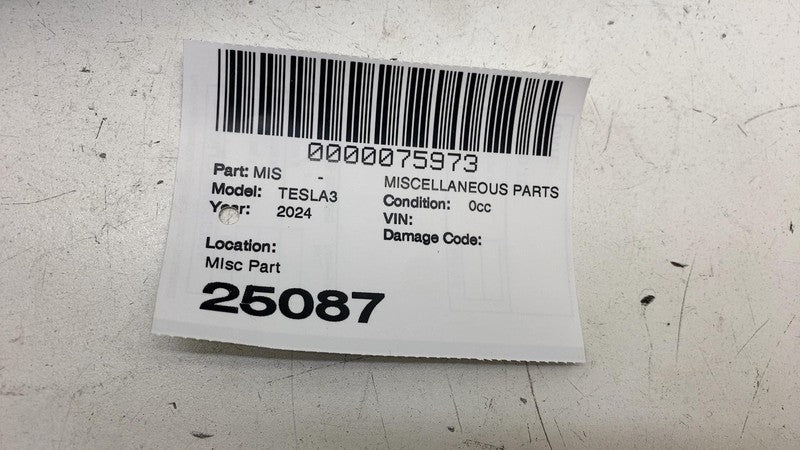 0000075973
Part: MIS - MISCELLANEOUS PARTS
Model: TESLA3 Condition: 0cc
Year: 2024 VIN:
Damage Code:
Location:
MIsc Part
25087